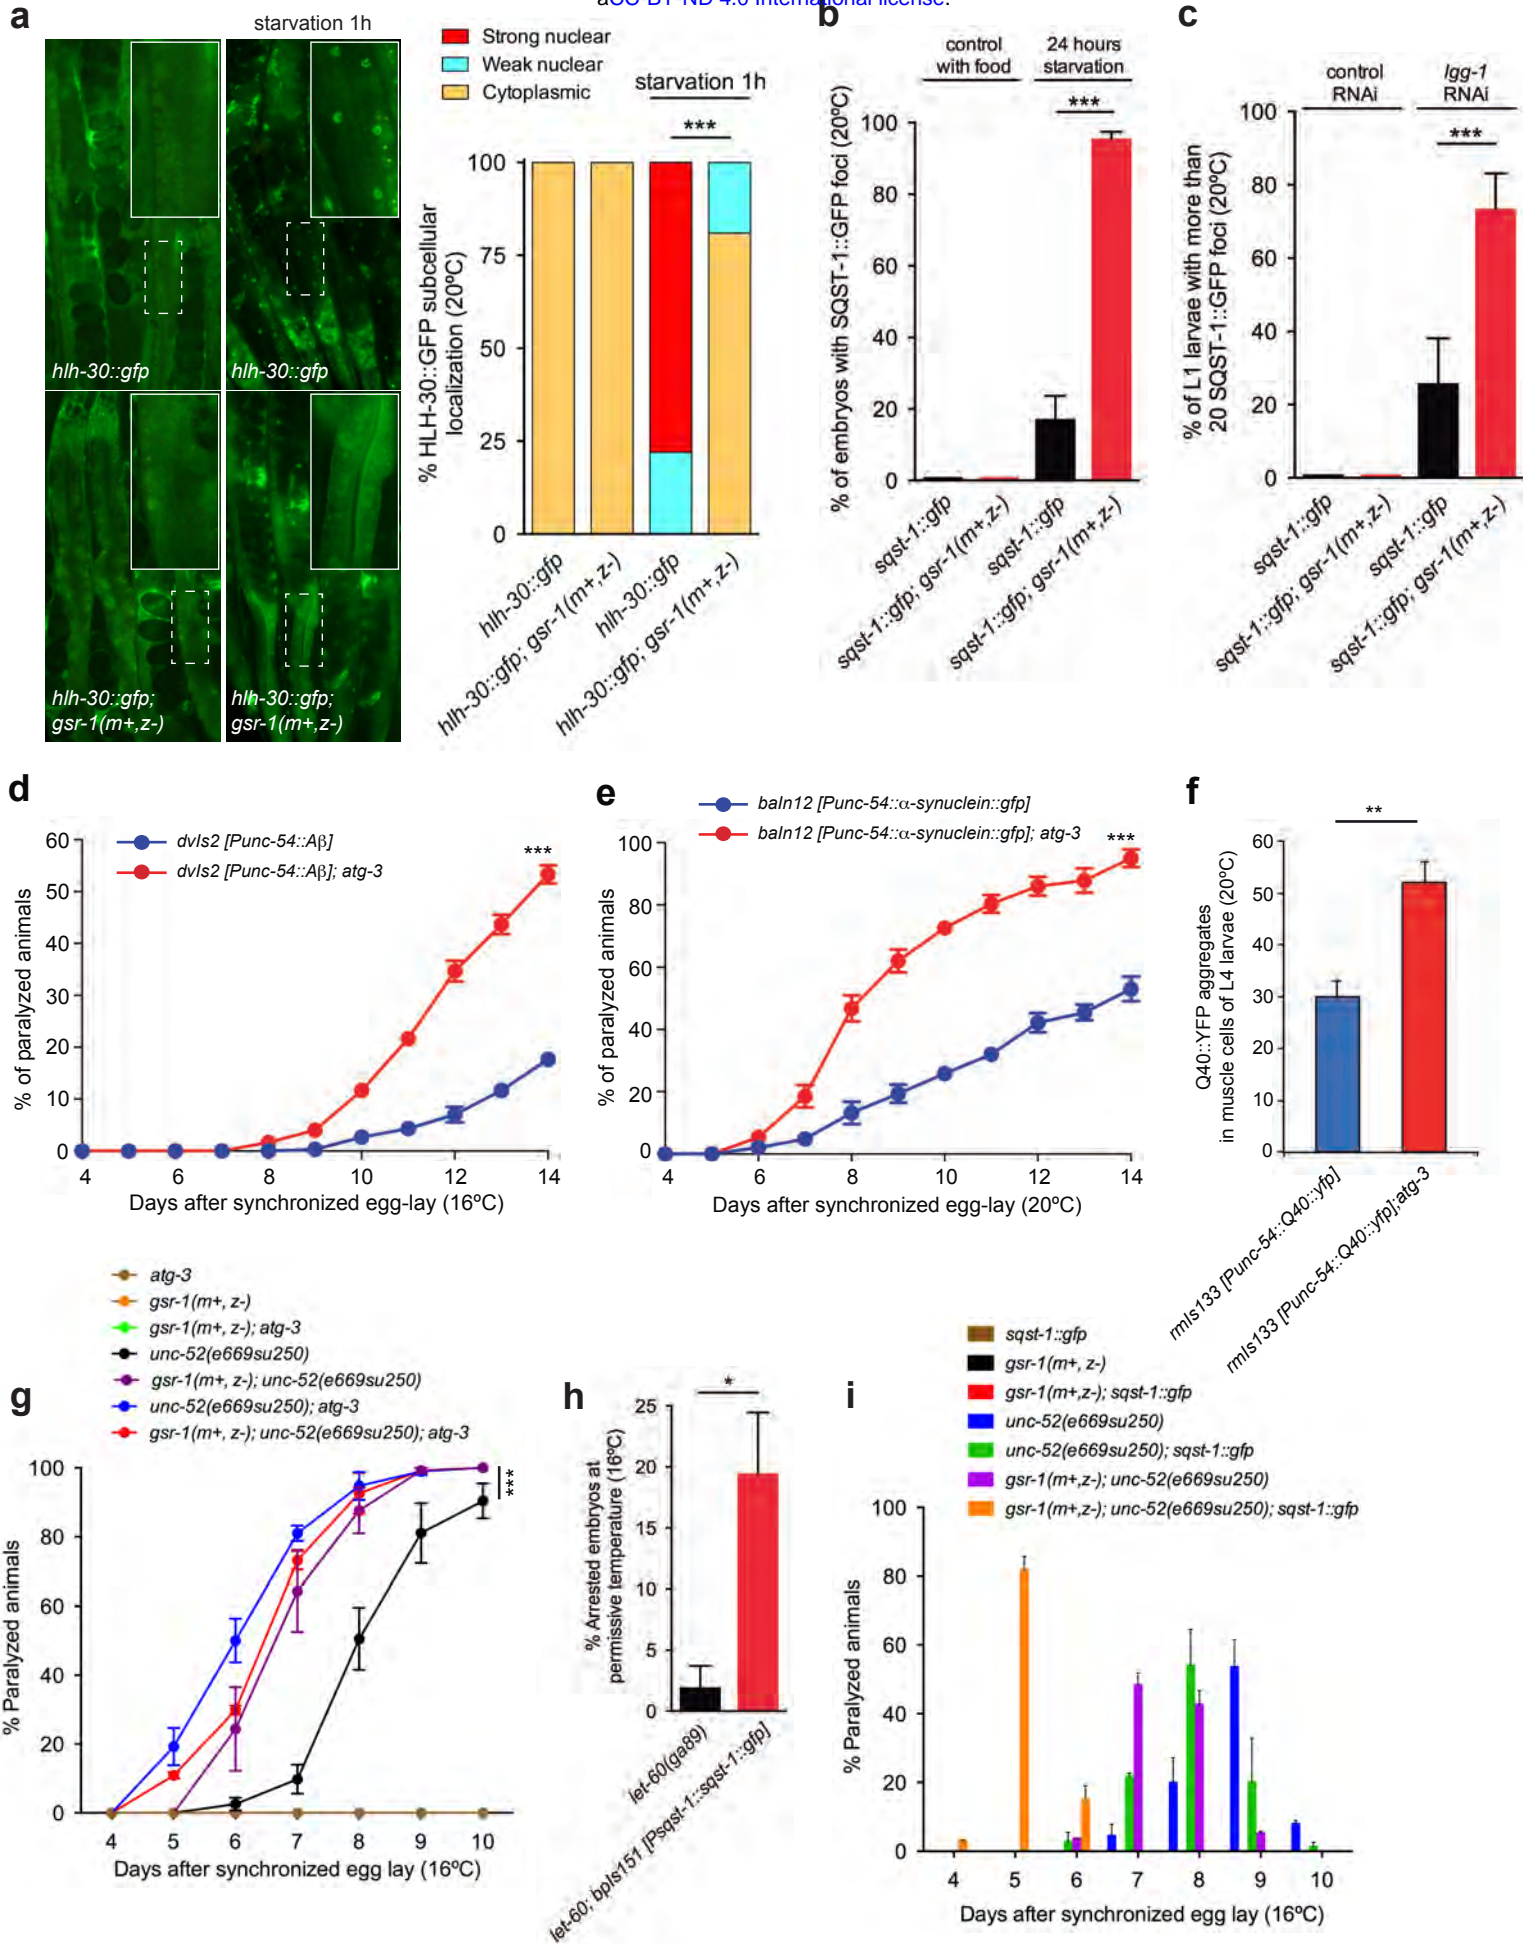 aCC-BY-ND 4.0 International license.
a
starvation 1h
hlh-30::gfp
hlh-30::gfp
hlh-30::gfp;
gsr-1(m+,z-)
hlh-30::gfp;
gsr-1(m+,z-)
Strong nuclear
Weak nuclear
Cytoplasmic
starvation 1h
***
% HLH-30::GFP subcellular
localization (20ºC)
100
75
50
25
0
hlh-30::gfp
hlh-30::gfp; gsr-1(m+,z-)
hlh-30::gfp
hlh-30::gfp; gsr-1(m+,z-)
b
control
with food
24 hours
starvation
***
% of embryos with SQST-1::GFP foci (20ºC)
100
80
60
40
20
0
sqst-1::gfp
sqst-1::gfp; gsr-1(m+,z-)
sqst-1::gfp
sqst-1::gfp; gsr-1(m+,z-)
c
control
RNAi
lgg-1
RNAi
***
% of L1 larvae with more than
20 SQST-1::GFP foci (20ºC)
100
80
60
40
20
0
sqst-1::gfp
sqst-1::gfp; gsr-1(m+,z-)
sqst-1::gfp
sqst-1::gfp; gsr-1(m+,z-)
d
dvIs2 [Punc-54::Aβ]
dvIs2 [Punc-54::Aβ]; atg-3
***
% of paralyzed animals
60
50
40
30
20
10
0
4 6 8 10 12 14
Days after synchronized egg-lay (16ºC)
e
baIn12 [Punc-54::α-synuclein::gfp]
baIn12 [Punc-54::α-synuclein::gfp]; atg-3
***
% of paralyzed animals
100
80
60
40
20
0
4 6 8 10 12 14
Days after synchronized egg-lay (20ºC)
f
**
Q40::YFP aggregates
in muscle cells of L4 larvae (20ºC)
60
50
40
30
20
10
0
rmIs133 [Punc-54::Q40::yfp]
rmIs133 [Punc-54::Q40::yfp];atg-3
g
atg-3
gsr-1(m+, z-)
gsr-1(m+, z-); atg-3
unc-52(e669su250)
gsr-1(m+, z-); unc-52(e669su250)
unc-52(e669su250); atg-3
gsr-1(m+, z-); unc-52(e669su250); atg-3
***
% Paralyzed animals
100
80
60
40
20
0
4 5 6 7 8 9 10
Days after synchronized egg lay (16ºC)
h
*
% Arrested embryos at
permissive temperature (16ºC)
25
20
15
10
5
0
let-60(ga89)
let-60; bpIs151 [Psqst-1::sqst-1::gfp]
i
sqst-1::gfp
gsr-1(m+, z-)
gsr-1(m+,z-); sqst-1::gfp
unc-52(e669su250)
unc-52(e669su250); sqst-1::gfp
gsr-1(m+,z-); unc-52(e669su250)
gsr-1(m+,z-); unc-52(e669su250); sqst-1::gfp
% Paralyzed animals
100
80
60
40
20
0
4 5 6 7 8 9 10
Days after synchronized egg lay (16ºC)